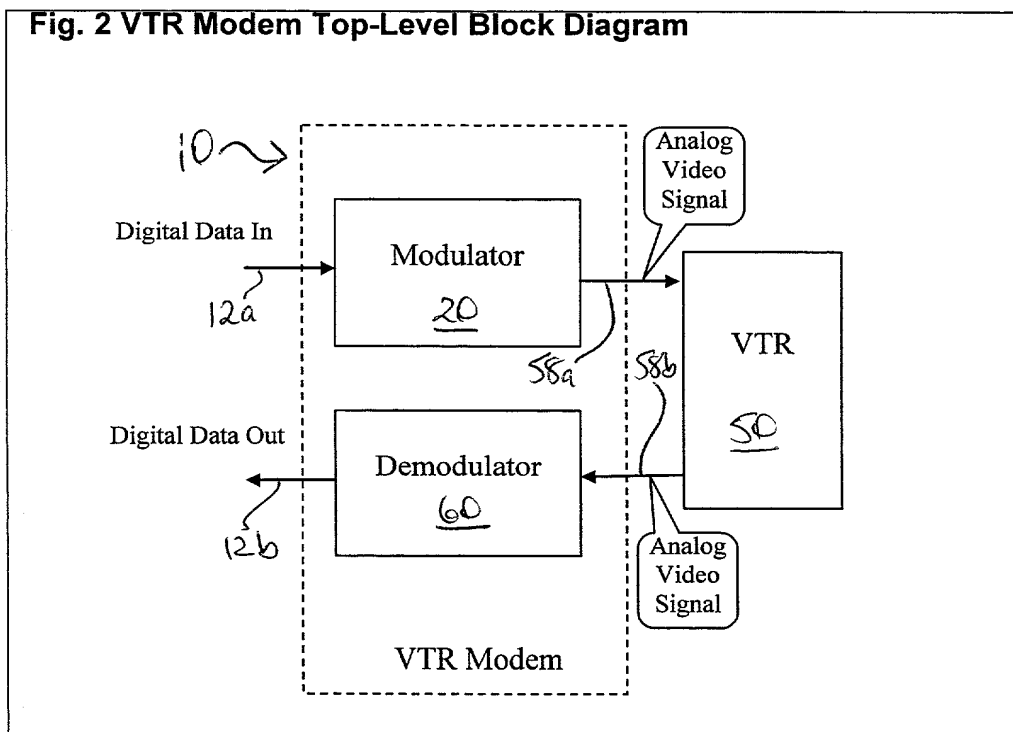 Fig. 2 VTR Modem Top-Level Block Diagram
10
Analog
Video
Signal
Digital Data In
12a
Modulator
20
58a
58b
VTR
50
Digital Data Out
12b
Demodulator
60
Analog
Video
Signal
VTR Modem